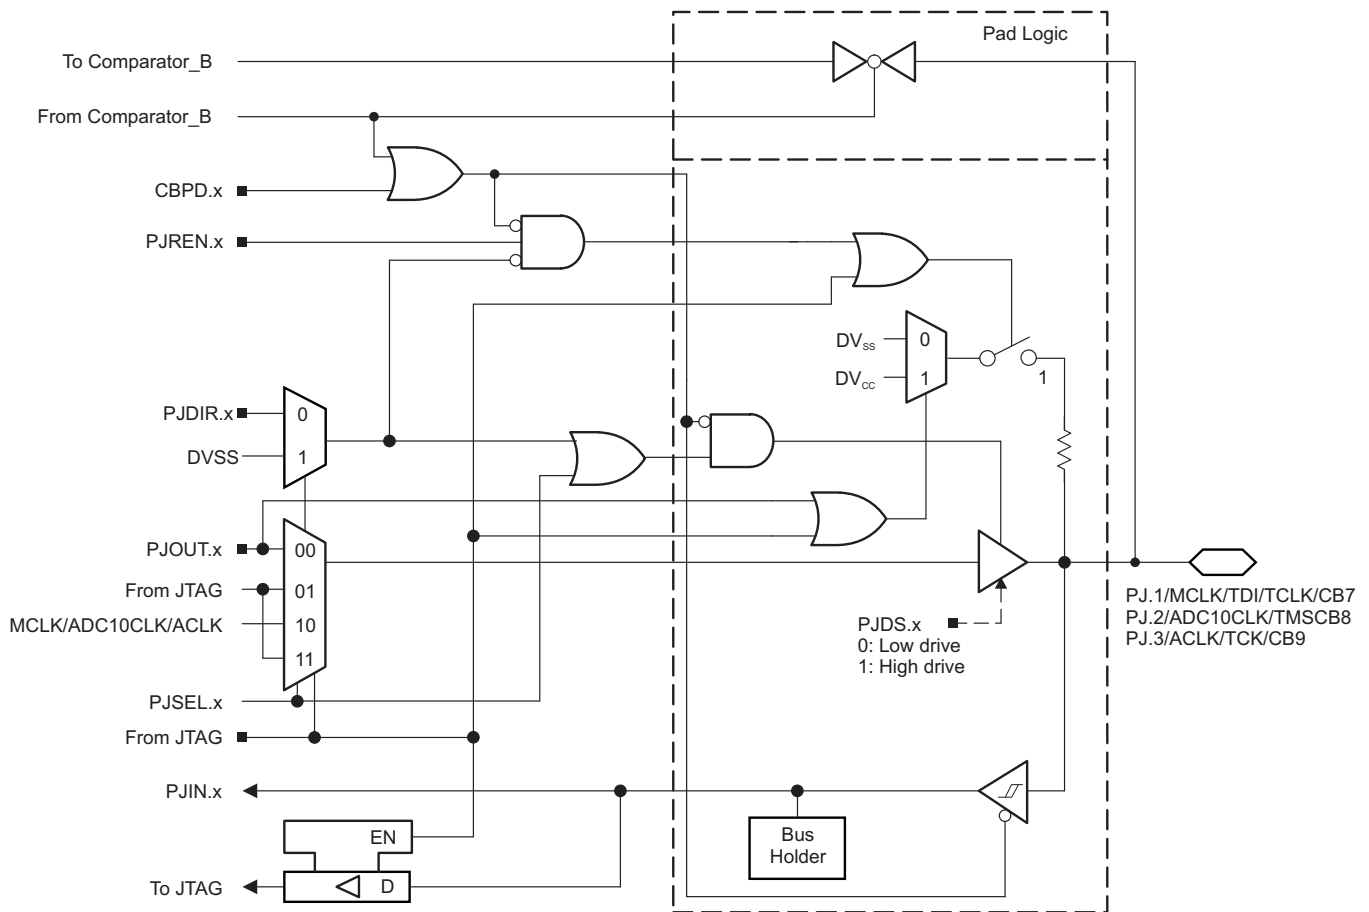 Pad Logic
To Comparator_B
From Comparator_B
CBPD.x
PJREN.x
DVSS
0
DVCC
1
1
PJDIR.x
0
DVSS
1
PJOUT.x
00
From JTAG
01
MCLK/ADC10CLK/ACLK
10
11
PJDS.x
0: Low drive
1: High drive
PJ.1/MCLK/TDI/TCLK/CB7
PJ.2/ADC10CLK/TMSCB8
PJ.3/ACLK/TCK/CB9
PJSEL.x
From JTAG
PJIN.x
EN
Bus
Holder
To JTAG
D